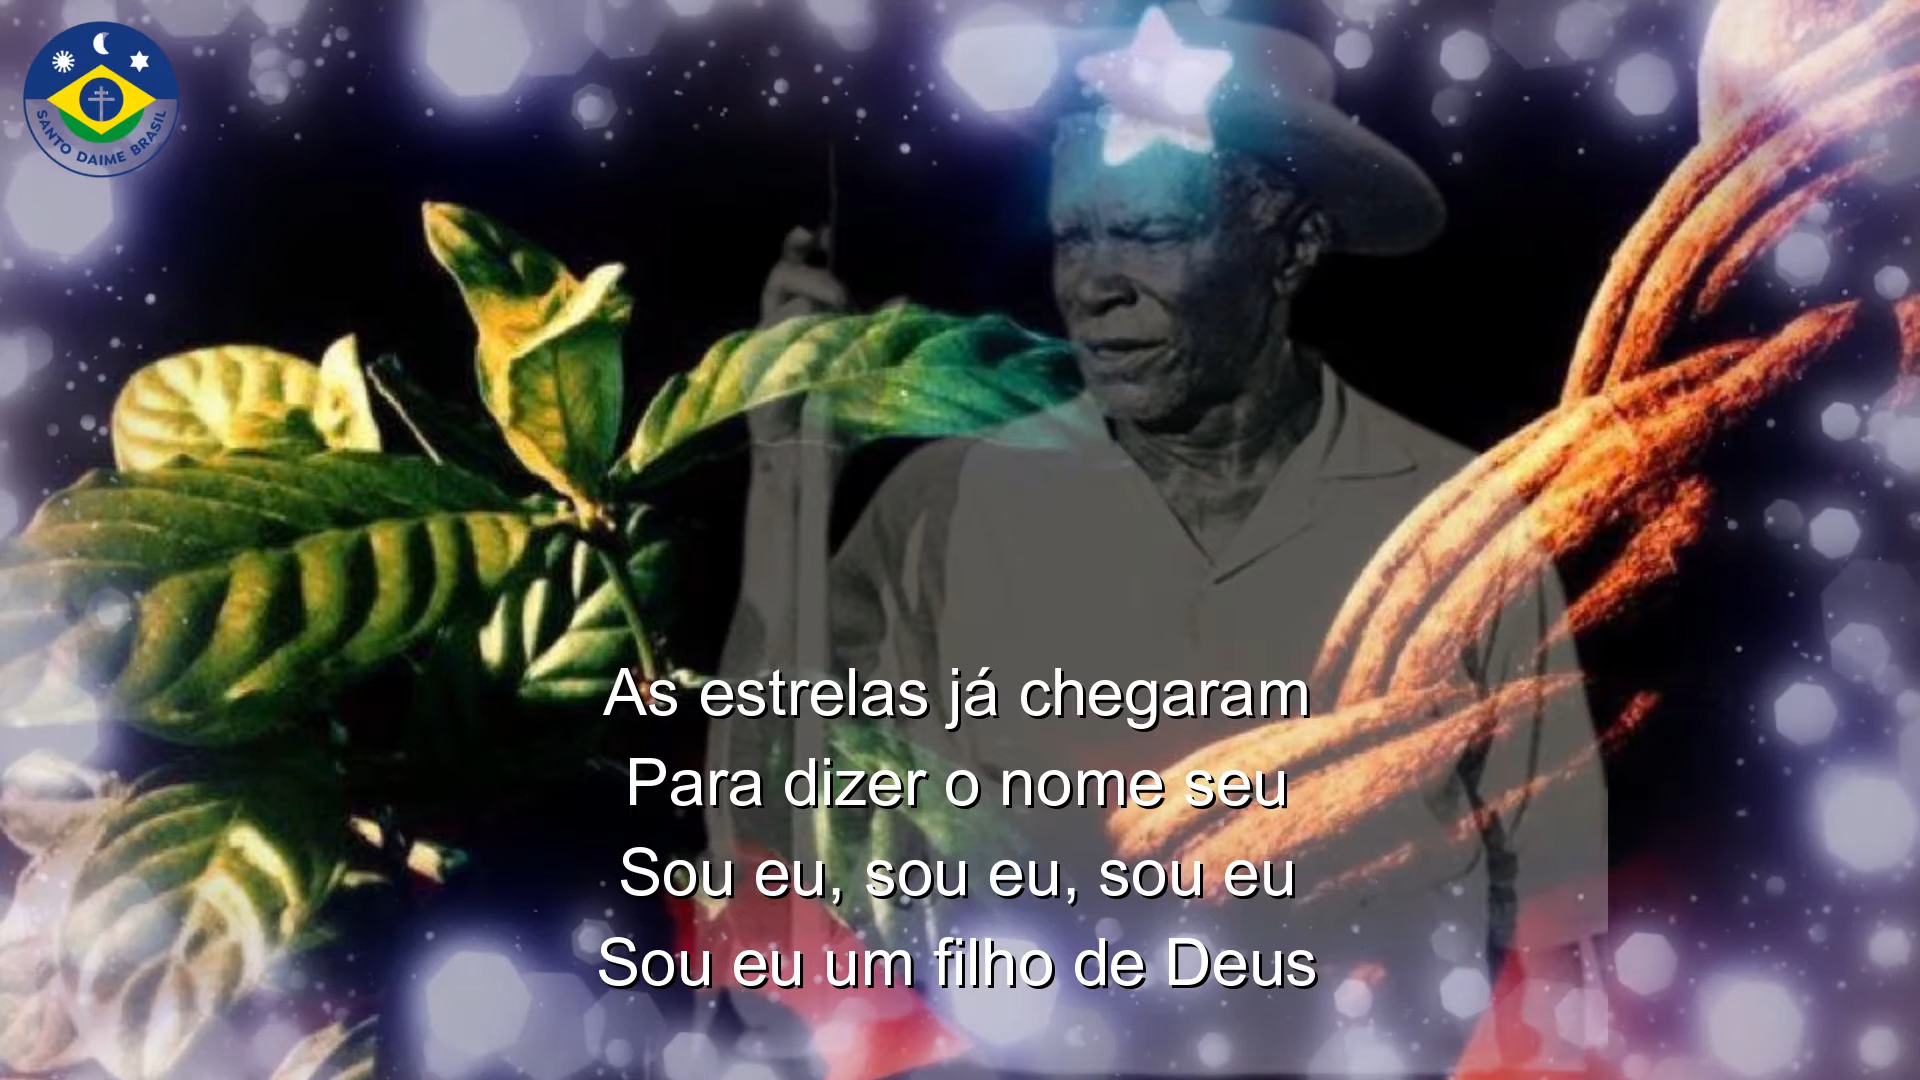 SANTO DAIME BRASIL
As estrelas já chegaram
Para dizer o nome seu
Sou eu, sou eu, sou eu
Sou eu um filho de Deus